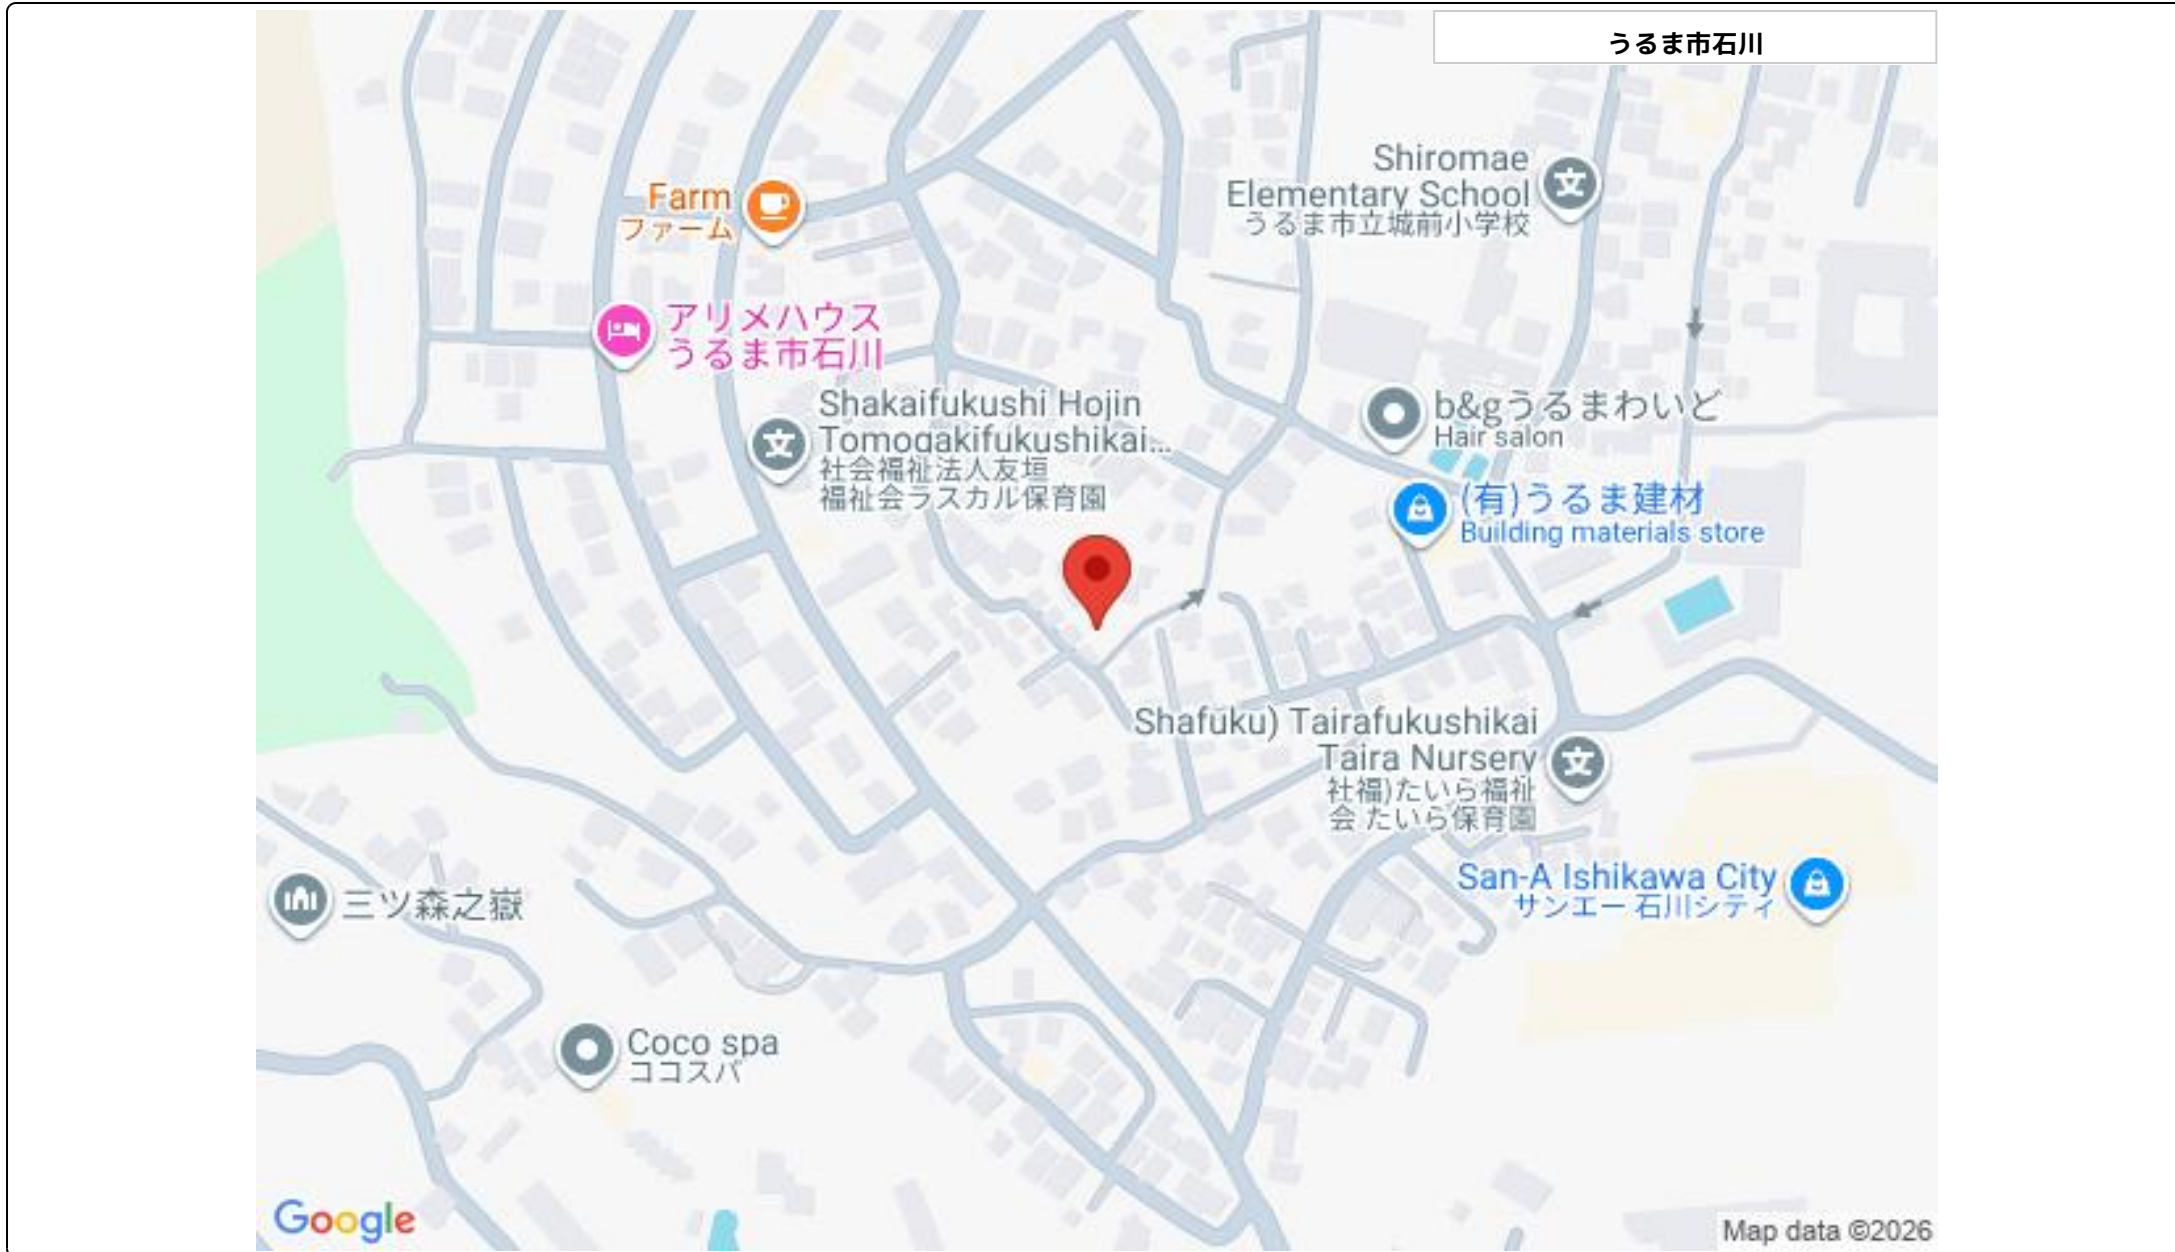 うるま市石川
Shiromae
Elementary School
うるま市立城前小学校
Farm
ファーム
アリメハウス
うるま市石川
Shakaifukushi Hojin
Tomogakifukushikai...
社会福祉法人友垣
福祉会ラスカル保育園
b&gうるまわいど
Hair salon
(有)うるま建材
Building materials store
Shafuku) Tairafukushikai
Taira Nursery
社福)たいら福祉
会 たいら保育園
San-A Ishikawa City
サンエー 石川シティ
三ツ森之嶽
Coco spa
ココスパ
Google
Map data ©2026